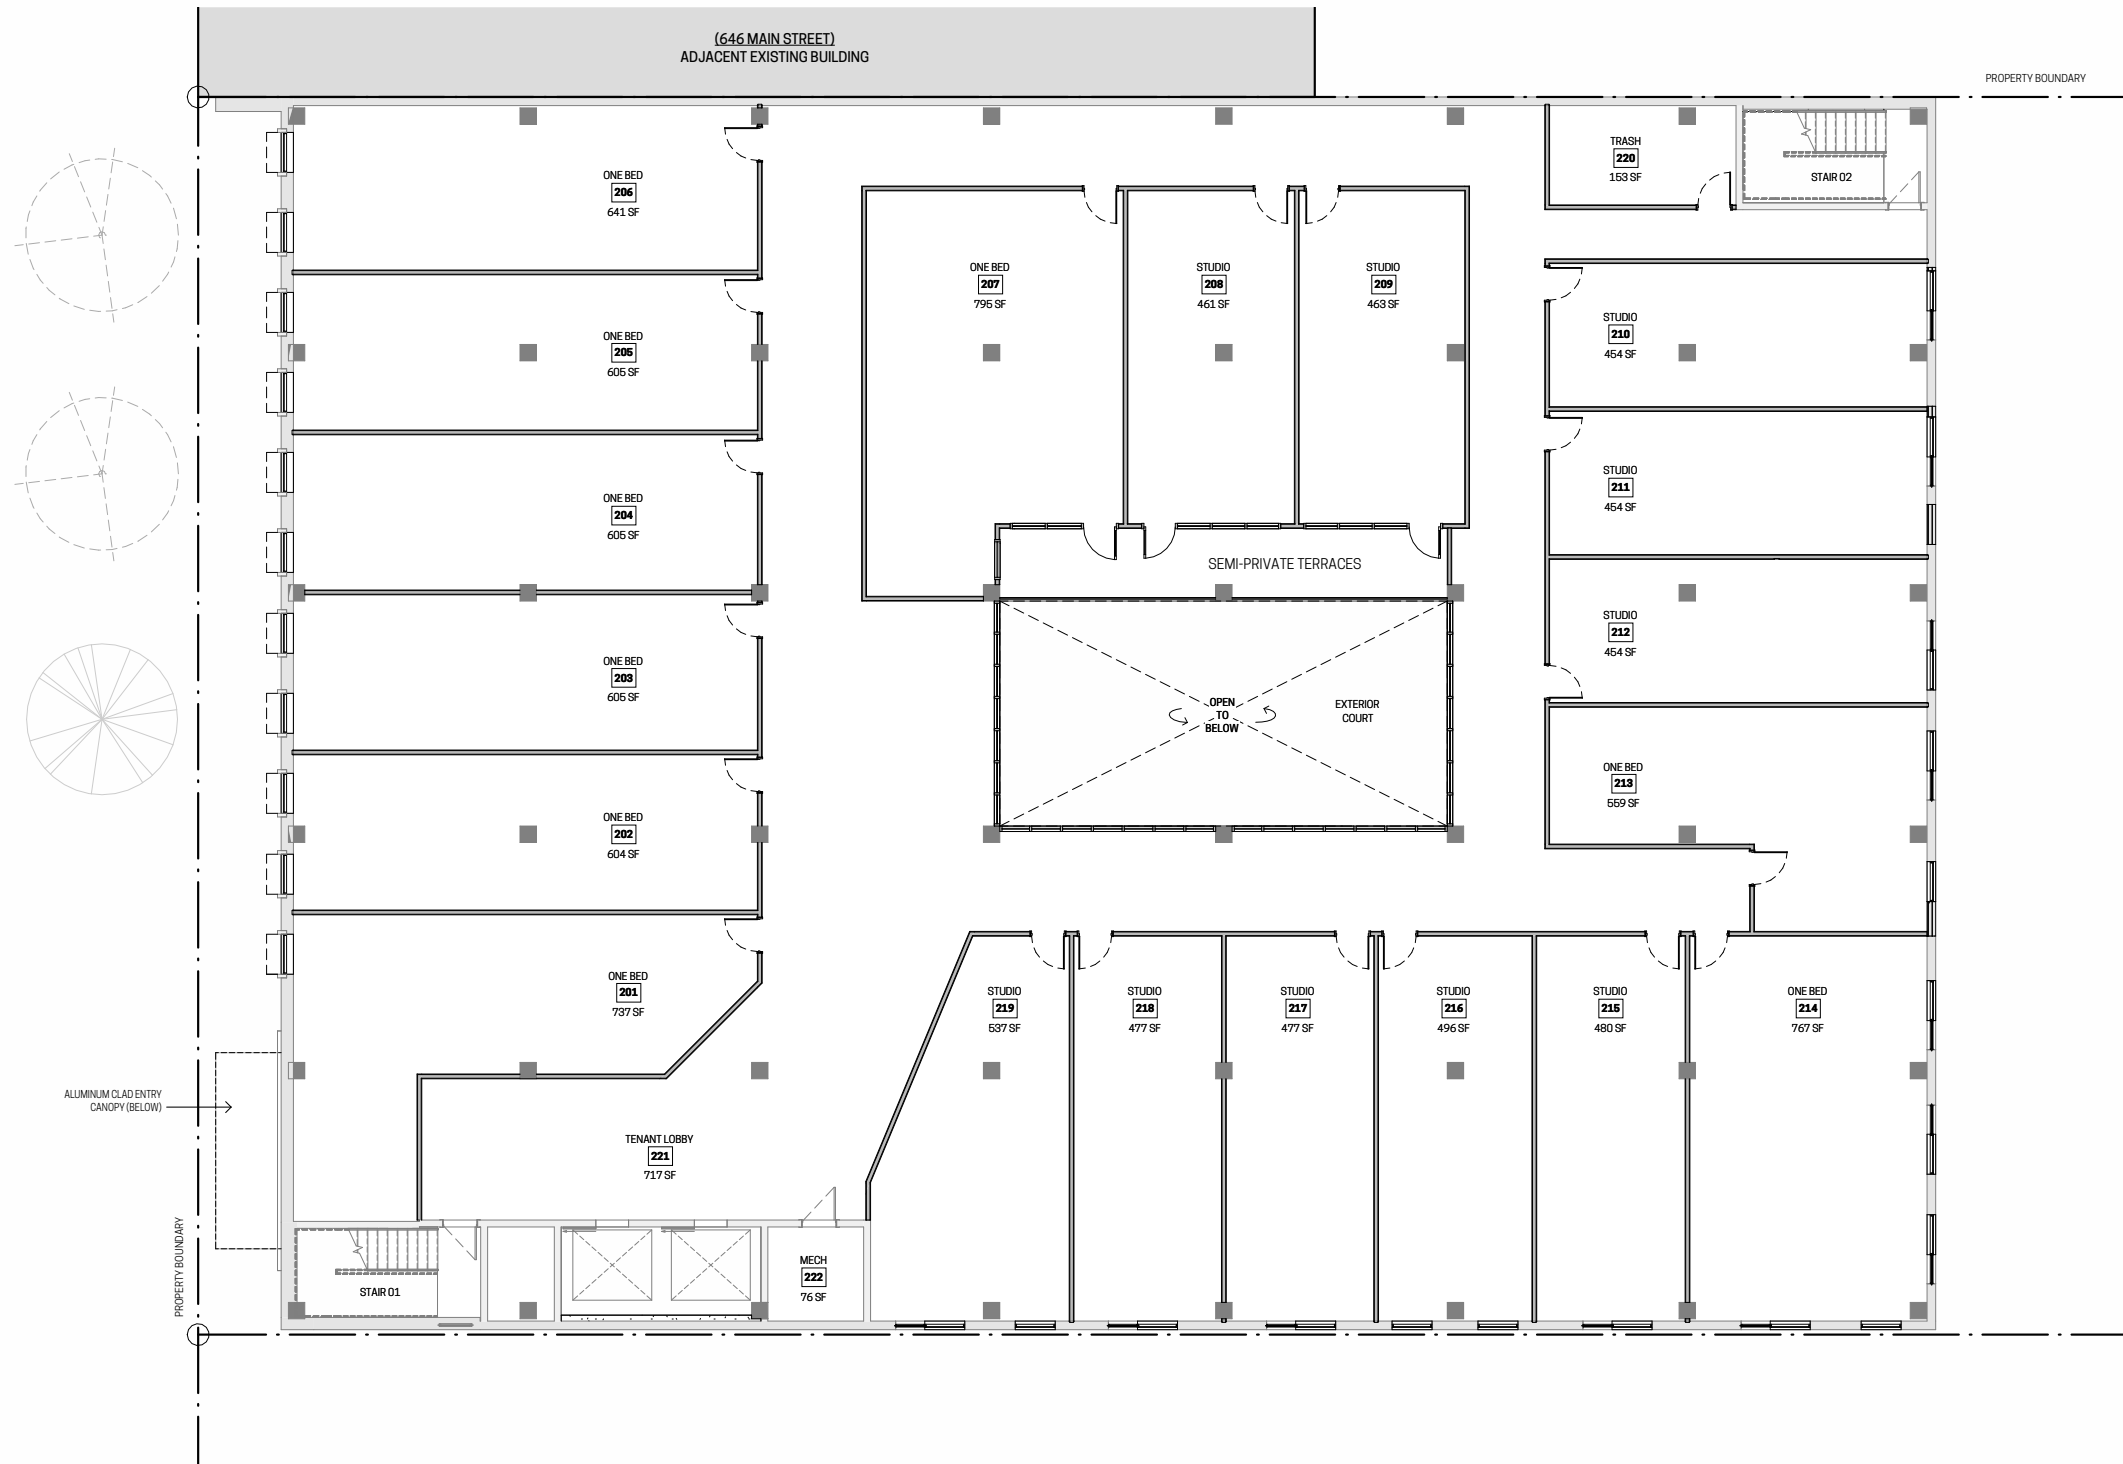 (646 MAIN STREET)
ADJACENT EXISTING BUILDING
PROPERTY BOUNDARY
TRASH
220
153 SF
STAIR 02
ONE BED
206
641 SF
ONE BED
207
795 SF
STUDIO
208
461 SF
STUDIO
209
463 SF
STUDIO
210
454 SF
ONE BED
205
605 SF
STUDIO
211
454 SF
ONE BED
204
605 SF
SEMI-PRIVATE TERRACES
STUDIO
212
454 SF
ONE BED
203
605 SF
OPEN
TO
BELOW
EXTERIOR
COURT
ONE BED
213
559 SF
ONE BED
202
604 SF
ONE BED
201
737 SF
STUDIO
219
537 SF
STUDIO
218
477 SF
STUDIO
217
477 SF
STUDIO
216
496 SF
STUDIO
215
480 SF
ONE BED
214
767 SF
ALUMINUM CLAD ENTRY
CANOPY (BELOW)
TENANT LOBBY
221
717 SF
PROPERTY BOUNDARY
STAIR 01
MECH
222
76 SF